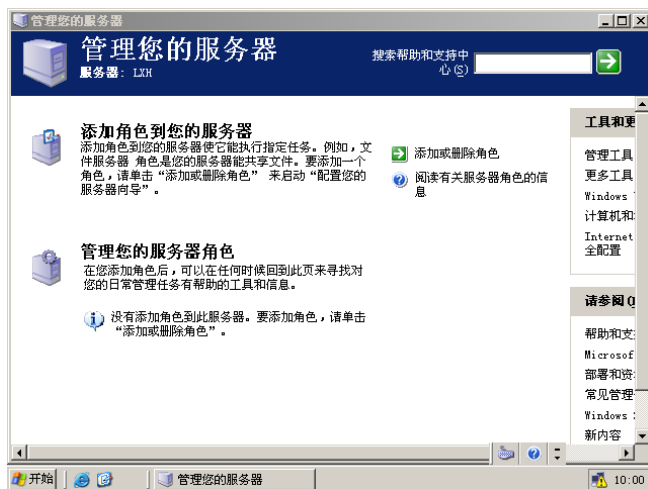 管理您的服务器
管理您的服务器
服务器: LXH
搜索帮助和支持中
心(S)
添加角色到您的服务器
添加角色到您的服务器使它能执行指定任务。例如，文
件服务器 角色是您的服务器能共享文件。要添加一个
角色，请单击“添加或删除角色” 来启动“配置您的
服务器向导”。
添加或删除角色
阅读有关服务器角色的信
息
管理您的服务器角色
在您添加角色后，可以在任何时候回到此页来寻找对
您的日常管理任务有帮助的工具和信息。
没有添加角色到此服务器。要添加角色，请单击
“添加或删除角色”。
工具和更
管理工具
更多工具
Windows
计算机和
Internet
全配置
请参阅
帮助和支
Microsof
部署和资
常见管理
Windows
新内容
开始
管理您的服务器
10:00